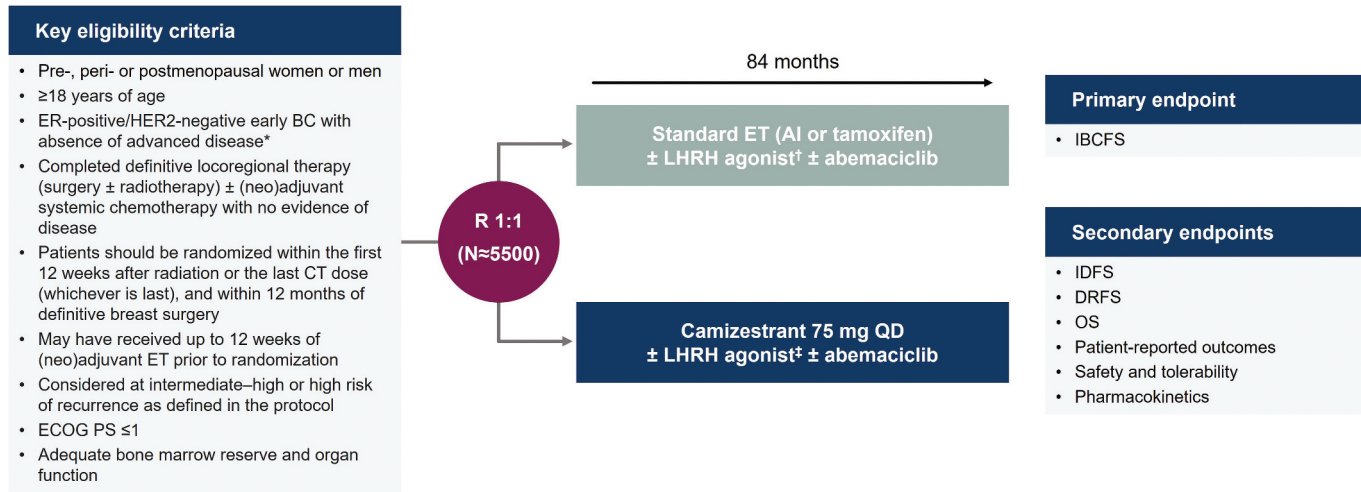 Key eligibility criteria
• Pre-, peri- or postmenopausal women or men
• ≥18 years of age
• ER-positive/HER2-negative early BC with
absence of advanced disease*
• Completed definitive locoregional therapy
(surgery ± radiotherapy) ± (neo)adjuvant
systemic chemotherapy with no evidence of
disease
• Patients should be randomized within the first
12 weeks after radiation or the last CT dose
(whichever is last), and within 12 months of
definitive breast surgery
• May have received up to 12 weeks of
(neo)adjuvant ET prior to randomization
• Considered at intermediate–high or high risk
of recurrence as defined in the protocol
• ECOG PS ≤1
• Adequate bone marrow reserve and organ
function
R 1:1
(N≈5500)
84 months
Standard ET (AI or tamoxifen)
± LHRH agonist† ± abemaciclib
Camizestrant 75 mg QD
± LHRH agonist‡ ± abemaciclib
Primary endpoint
• IBCFS
Secondary endpoints
• IDFS
• DRFS
• OS
• Patient-reported outcomes
• Safety and tolerability
• Pharmacokinetics